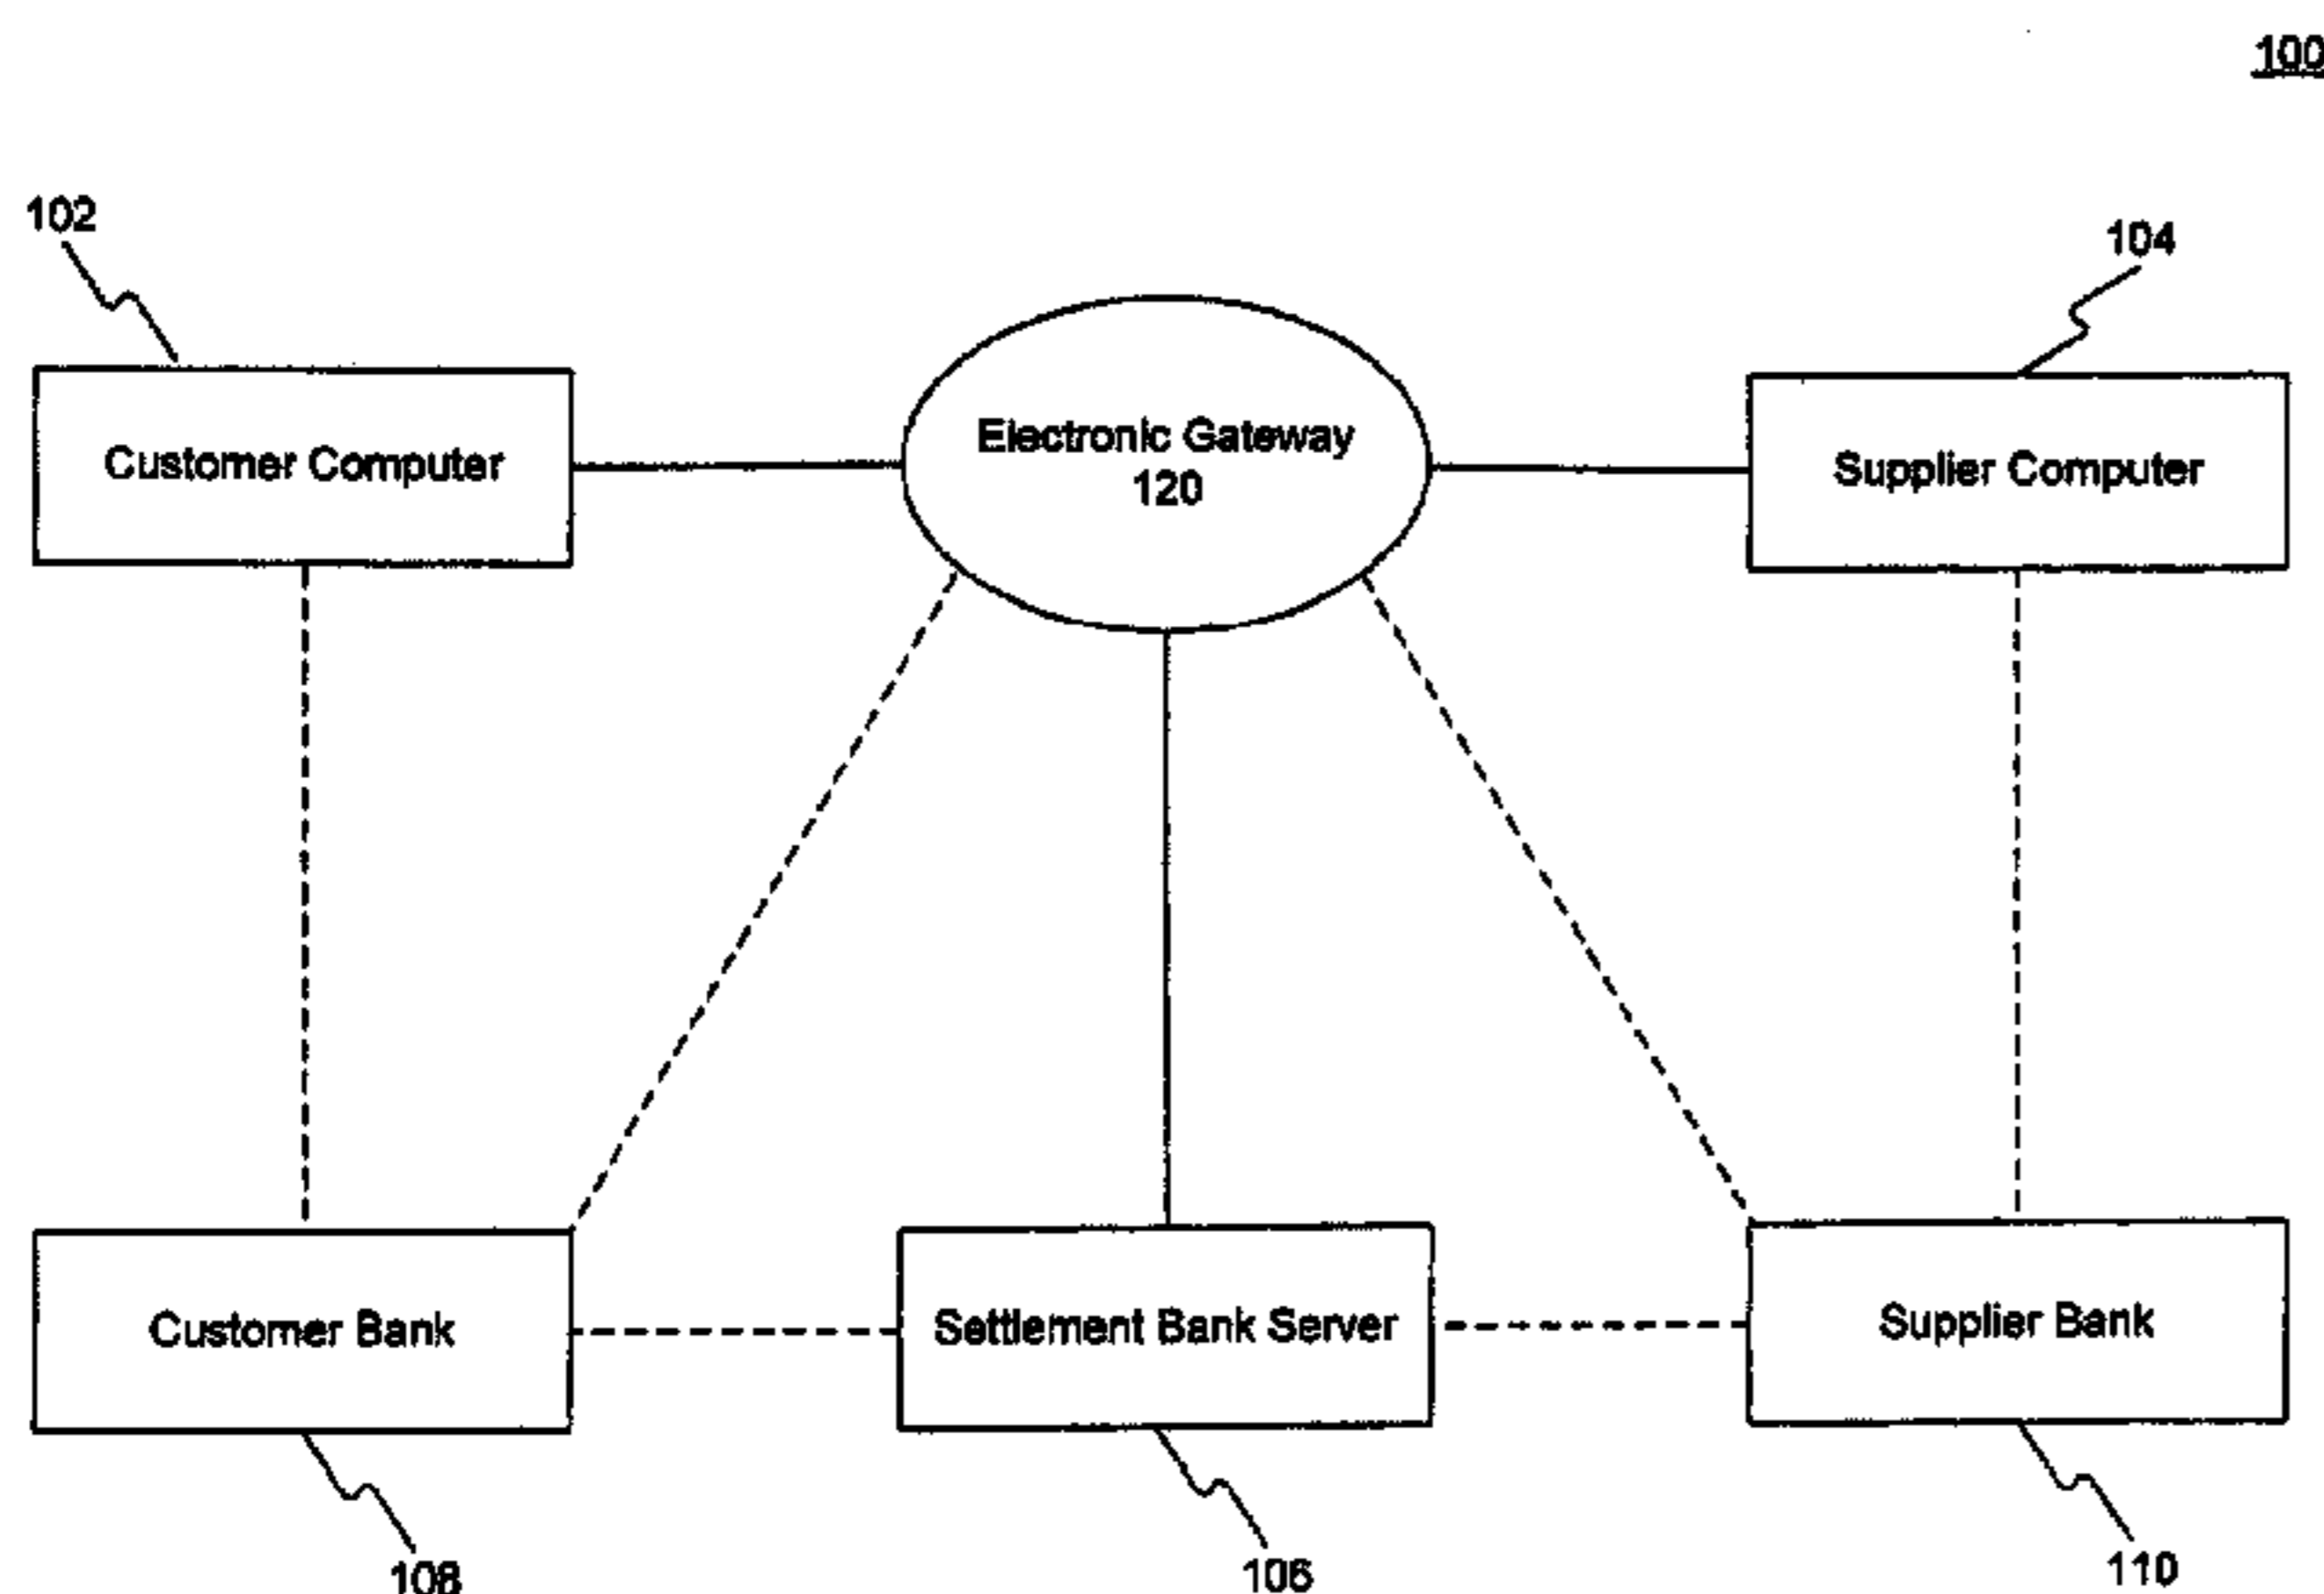 100
102
104
Electronic Gateway
120
Customer Computer
Supplier Computer
Customer Bank
Settlement Bank Server
Supplier Bank
108
106
110